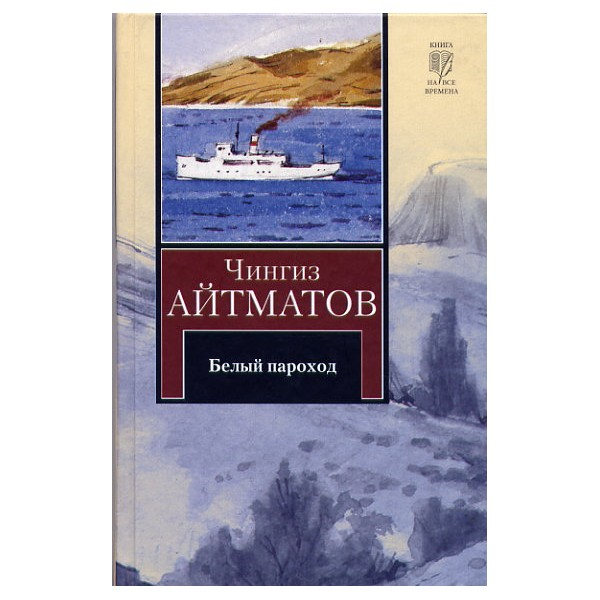 КНИГА
НА ВСЕ
ВРЕМЕНА
Чингиз
АЙТМАТОВ
Белый пароход